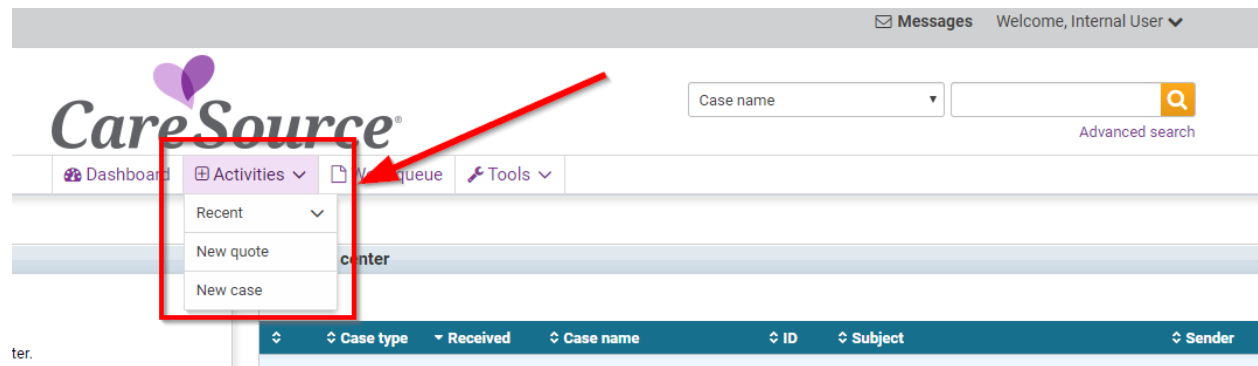 Messages Welcome, Internal User
CareSource®
Case name
Advanced search
Dashboard Activities queue Tools
Recent
New quote
center
New case
Case type Received Case name ID Subject Sender
ter.